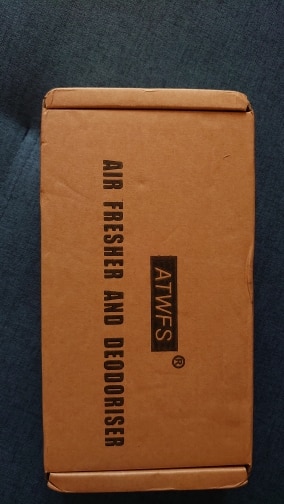 ATWFS ®
AIR FRESHER AND DEODORISER